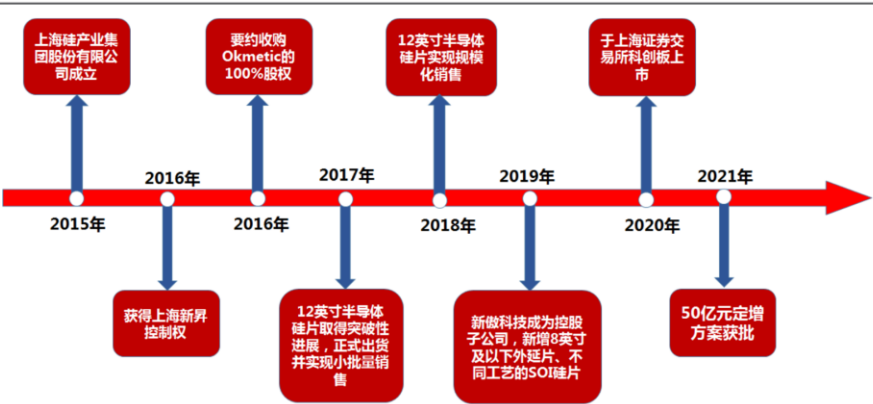 上海硅产业集
团股份有限公
司成立
要约收购
Okmetic的
100%股权
12英寸半导体
硅片实现规模
化销售
于上海证券交
易所科创板上
市
2016年
2017年
2019年
2021年
2015年
2016年
2018年
2020年
获得上海新昇
控制权
12英寸半导体
硅片取得突破性
进展，正式出货
并实现小批量销
售
新傲科技成为控股
子公司，新增8英寸
及以下外延片、不
同工艺的SOI硅片
50亿元定增
方案获批